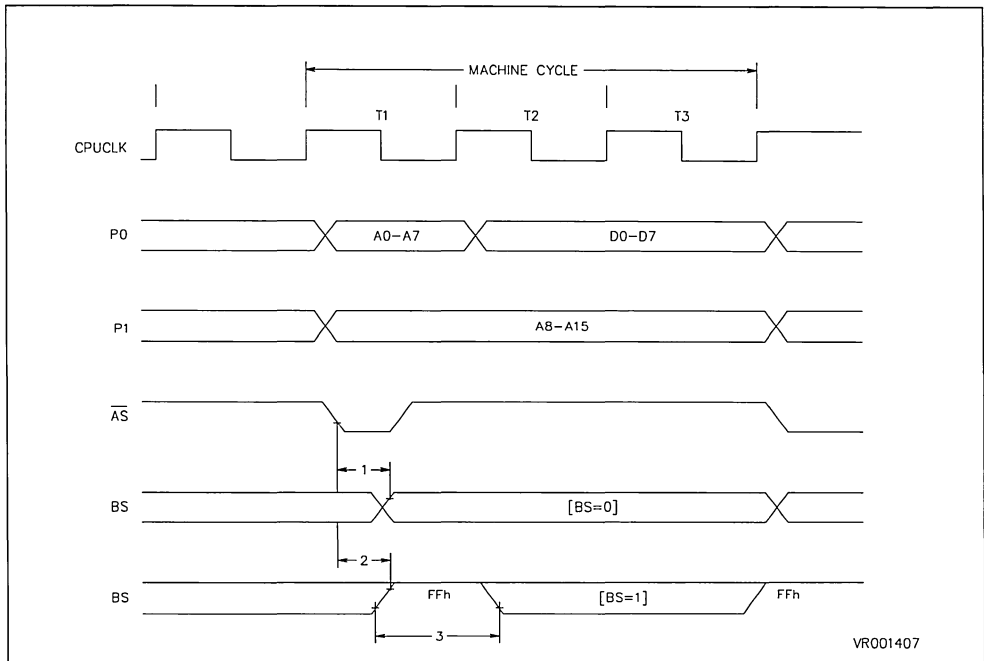 MACHINE CYCLE
T1 T2 T3
CPUCLK
P0 A0-A7 D0-D7
P1 A8-A15
AS
1
BS [BS=0]
2
BS FFh [BS=1] FFh
3
VR001407